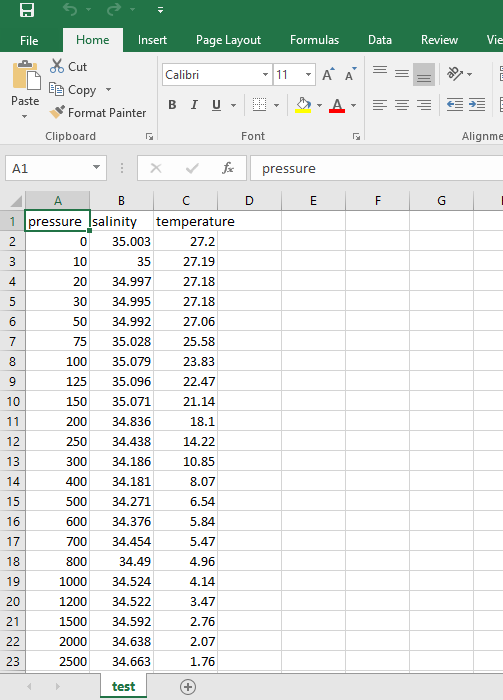 File Home Insert Page Layout Formulas Data Review Vie
Cut
Copy
Format Painter
Paste
Calibri 11 A A
B I U A
Clipboard Font Alignme
A1 fx pressure
A B C D E F G
1 pressure salinity temperature
2 0 35.003 27.2
3 10 35 27.19
4 20 34.997 27.18
5 30 34.995 27.18
6 50 34.992 27.06
7 75 35.028 25.58
8 100 35.079 23.83
9 125 35.096 22.47
10 150 35.071 21.14
11 200 34.836 18.1
12 250 34.438 14.22
13 300 34.186 10.85
14 400 34.181 8.07
15 500 34.271 6.54
16 600 34.376 5.84
17 700 34.454 5.47
18 800 34.49 4.96
19 1000 34.524 4.14
20 1200 34.522 3.47
21 1500 34.592 2.76
22 2000 34.638 2.07
23 2500 34.663 1.76
test